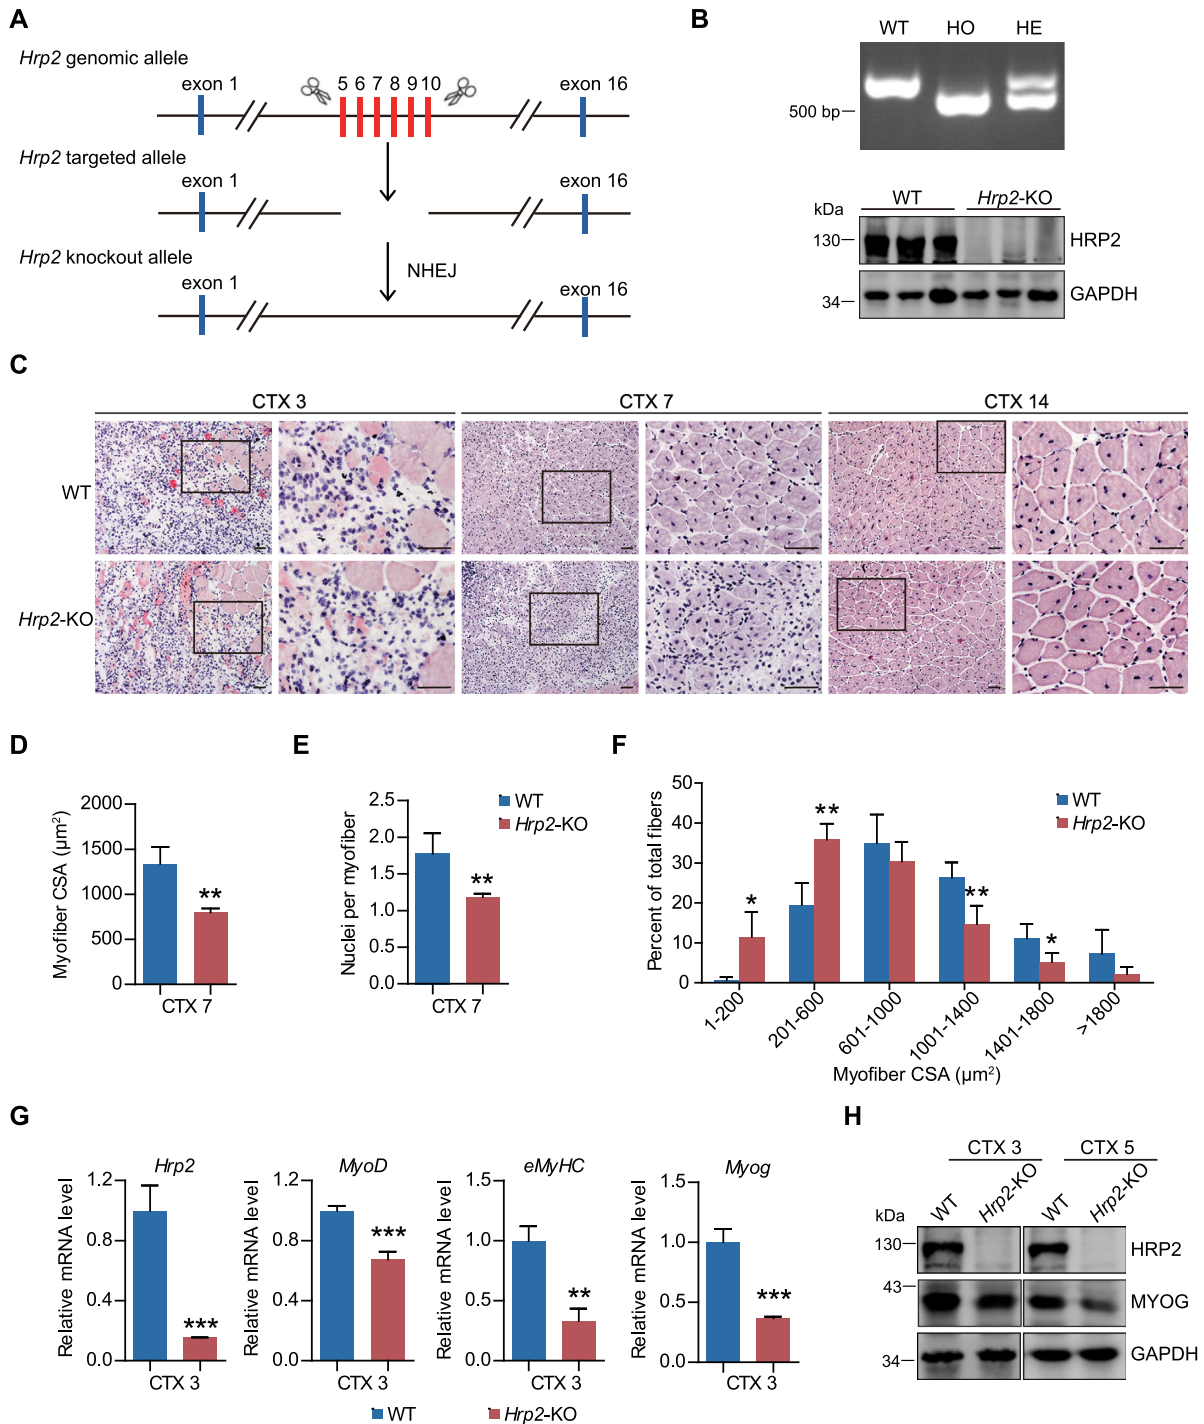 A
Hrp2 genomic allele
exon 1
5 6 7 8 9 10
exon 16
Hrp2 targeted allele
exon 1
exon 16
Hrp2 knockout allele
NHEJ
exon 1
exon 16
B
WT HO HE
500 bp
WT Hrp2-KO
kDa
130
HRP2
34
GAPDH
C
CTX 3 CTX 7 CTX 14
WT
Hrp2-KO
D
Myofiber CSA (µm²)
2000
1500
1000
500
0
**
CTX 7
E
Nuclei per myofiber
2.5
2.0
1.5
1.0
0.5
0.0
**
CTX 7
WT
Hrp2-KO
F
Percent of total fibers
50
40
30
20
10
0
*
**
**
*
WT
Hrp2-KO
1-200
201-600
601-1000
1001-1400
1401-1800
>1800
Myofiber CSA (µm²)
G
Hrp2
Relative mRNA level
1.2
0.8
0.4
0.0
***
CTX 3
MyoD
Relative mRNA level
1.2
0.8
0.4
0.0
***
CTX 3
eMyHC
Relative mRNA level
1.5
1.0
0.5
0.0
**
CTX 3
Myog
Relative mRNA level
1.5
1.0
0.5
0.0
***
CTX 3
WT
Hrp2-KO
H
CTX 3 CTX 5
WT Hrp2-KO WT Hrp2-KO
kDa
130
HRP2
43
MYOG
34
GAPDH